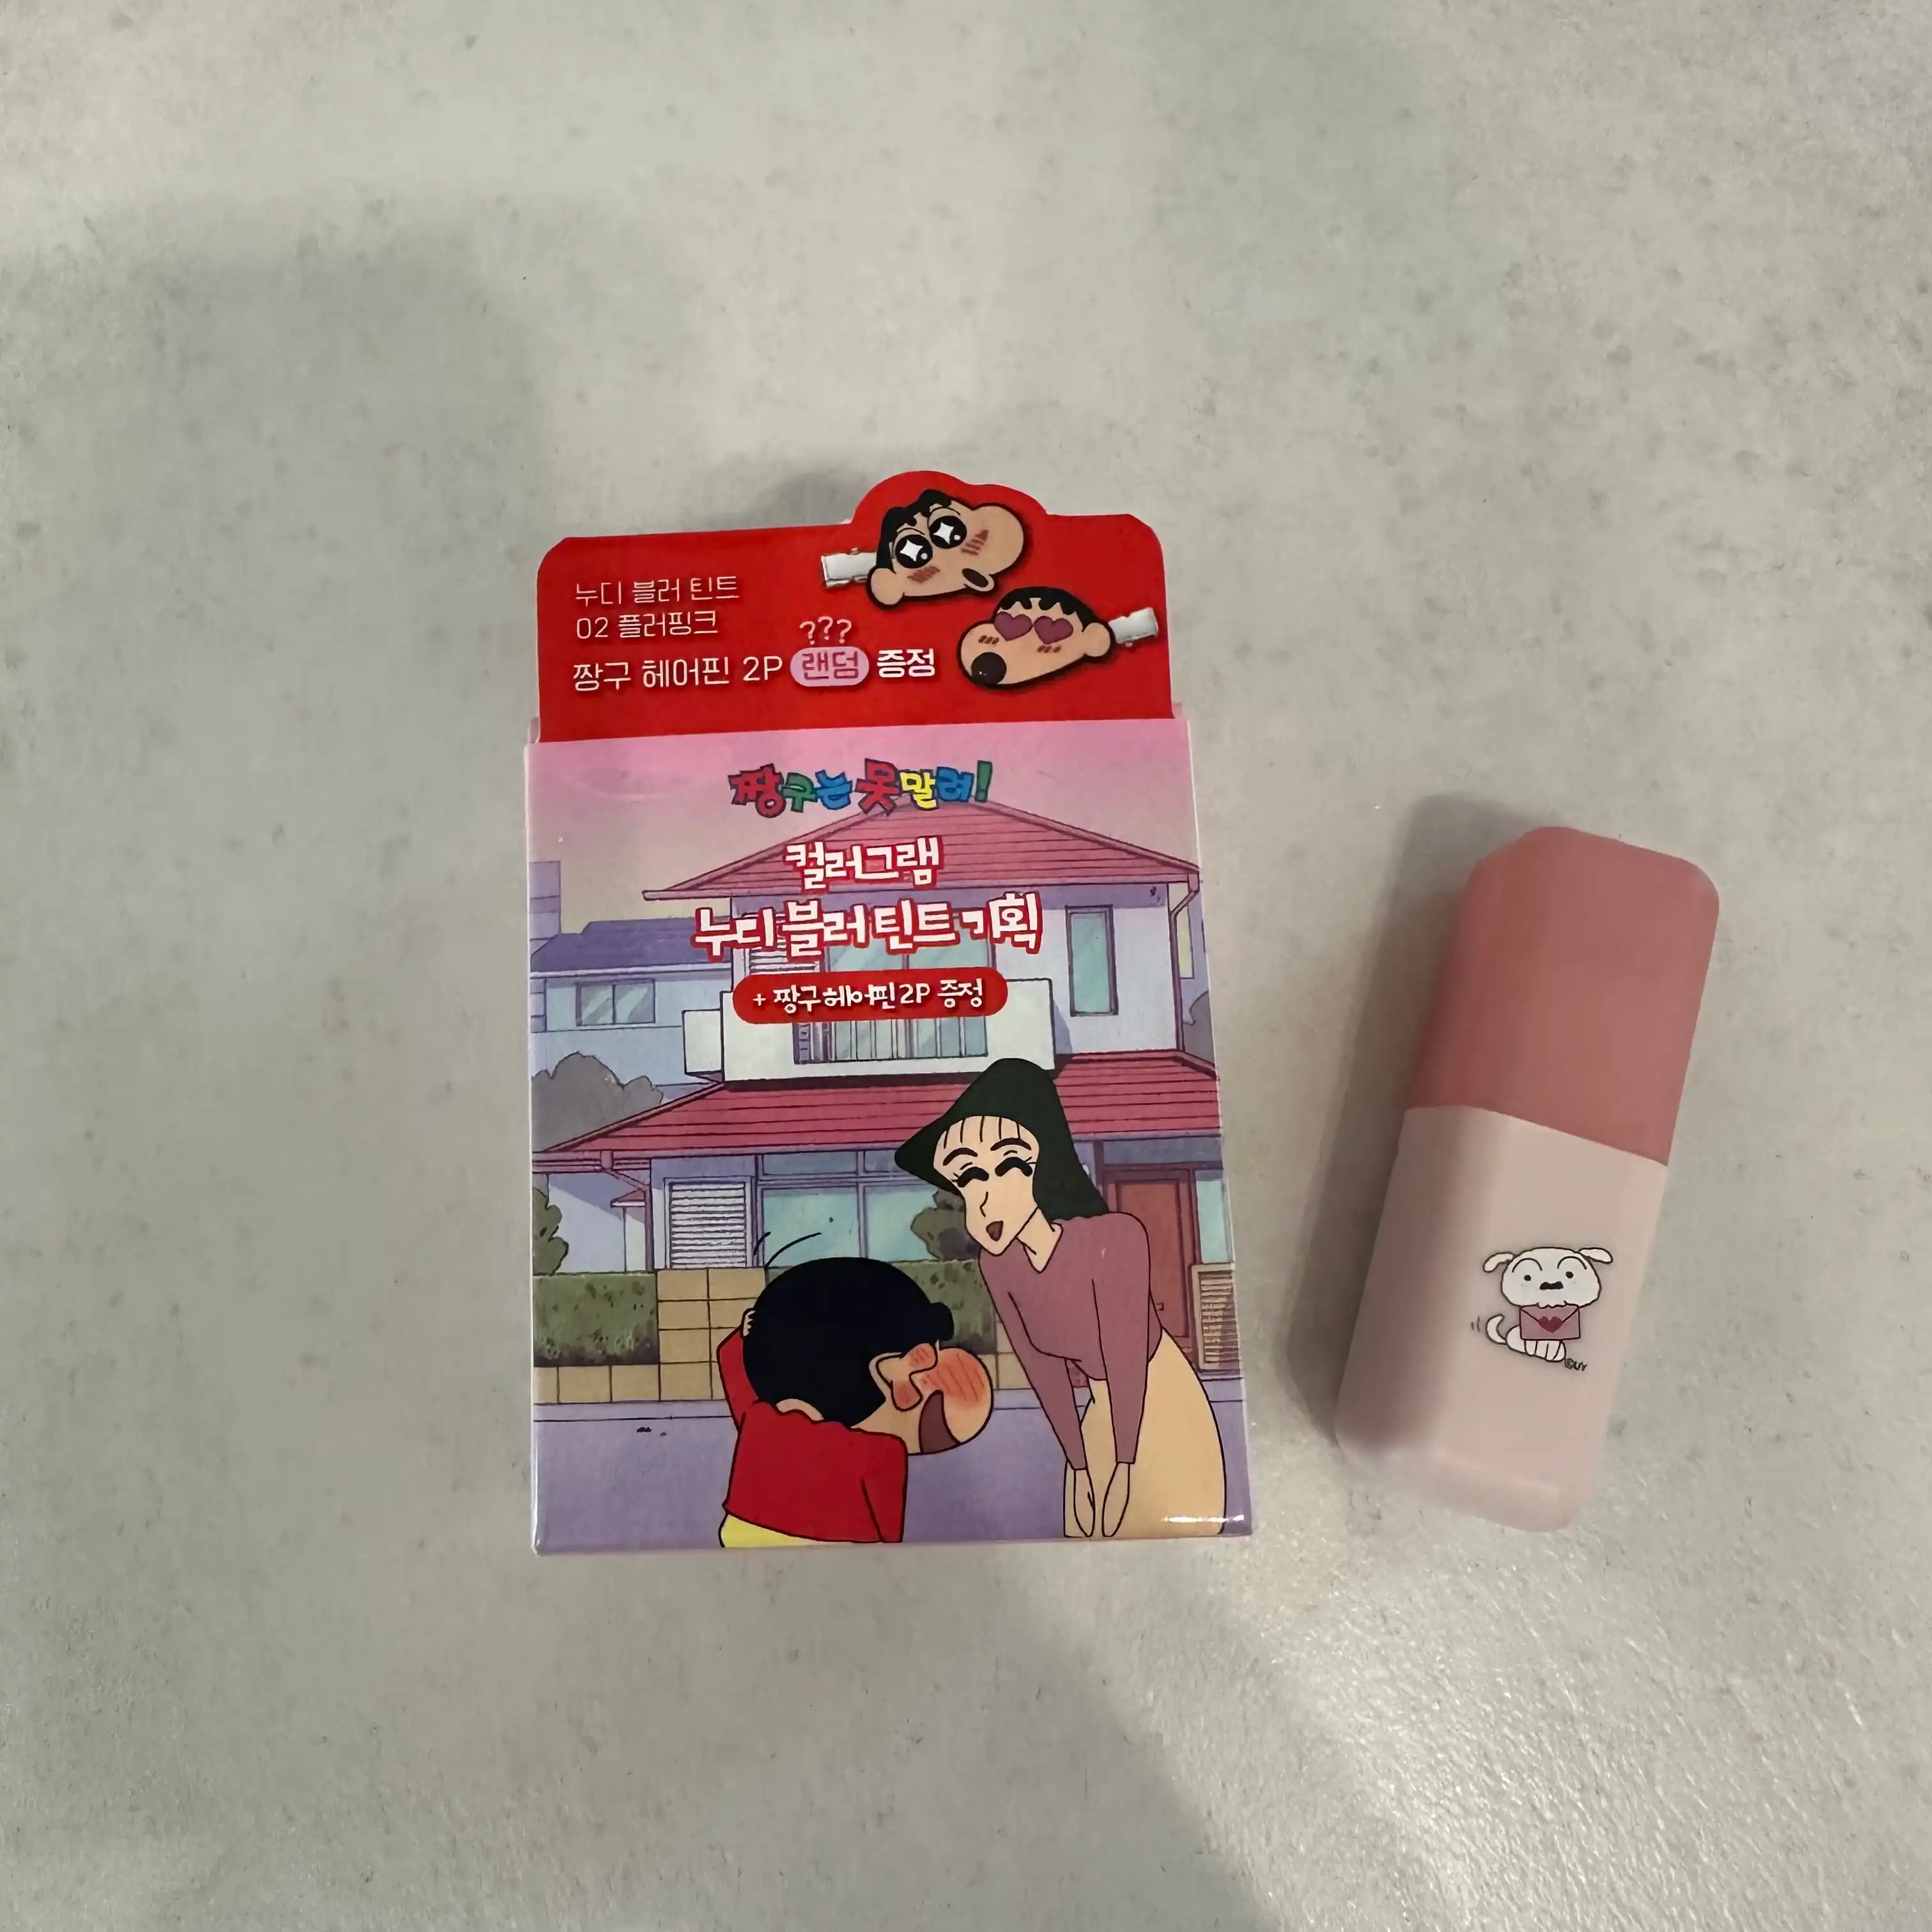 누디 블러 틴트
02 플러핑크
???
짱구 헤어핀 2P 랜덤 증정
짱구는 못말려!
컬러그램
누디 블러 틴트 기획
+ 짱구 헤어핀 2P 증정